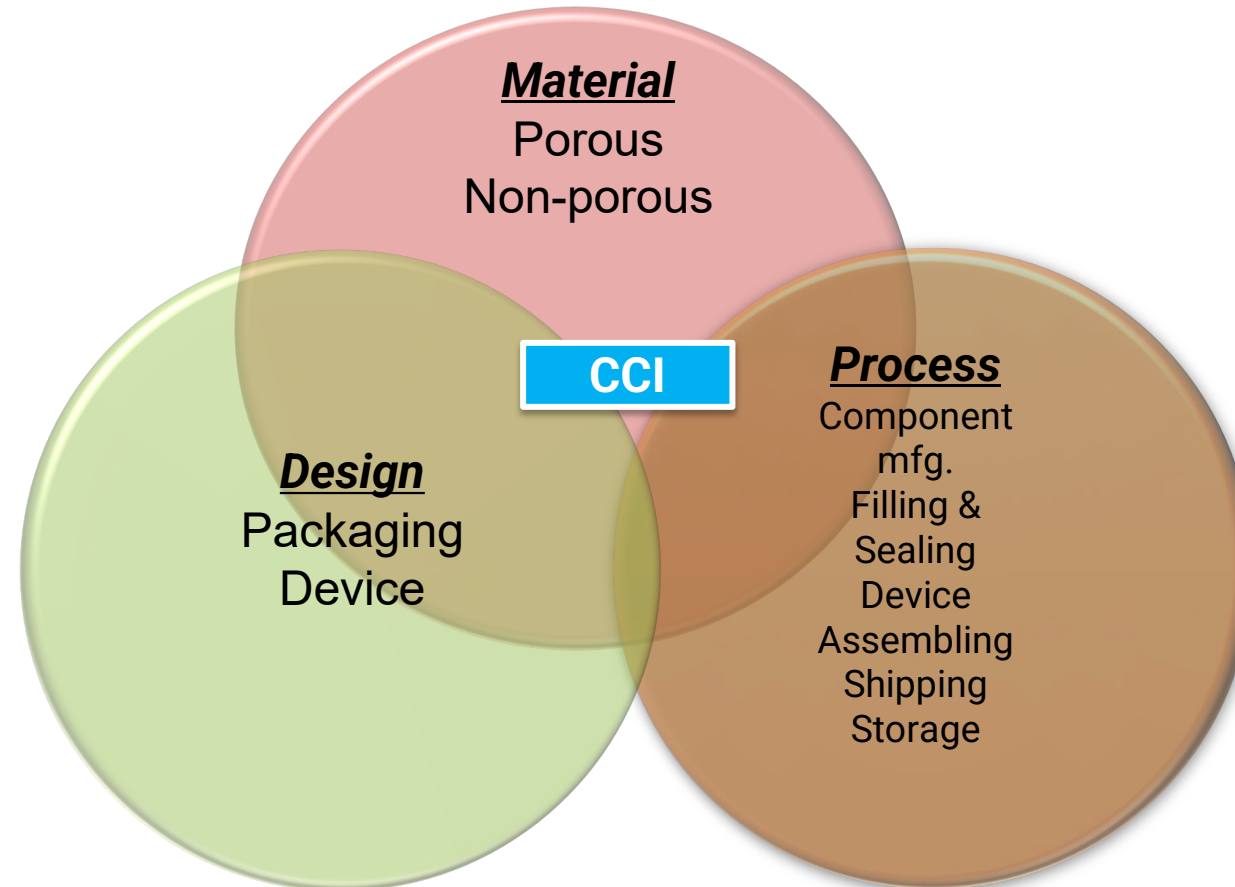 Material
Porous
Non-porous
CCI
Design
Packaging
Device
Process
Component
mfg.
Filling &
Sealing
Device
Assembling
Shipping
Storage